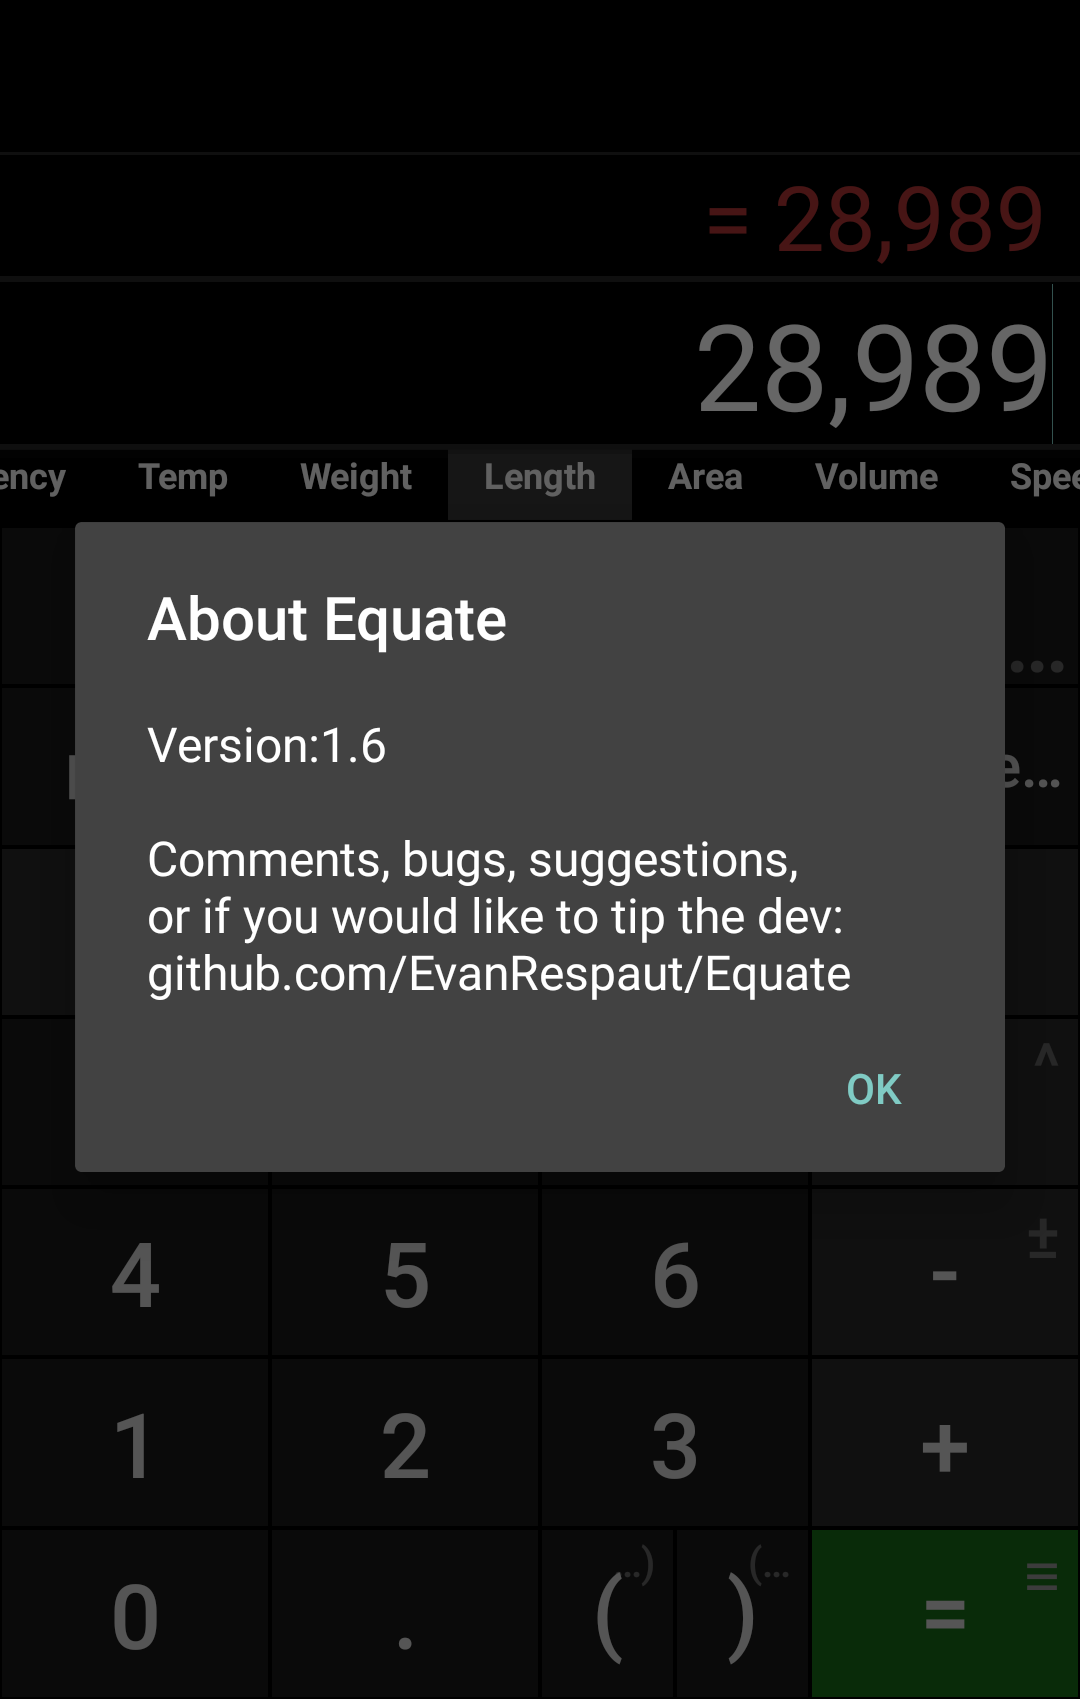 = 28,989
28,989
ency Temp Weight Length Area Volume Spee
About Equate
...
Version:1.6
e...
Comments, bugs, suggestions,
or if you would like to tip the dev:
github.com/EvanRespaut/Equate
^
OK
4 5 6 - ±
1 2 3 +
0 . ( ..) ) (... = ☰